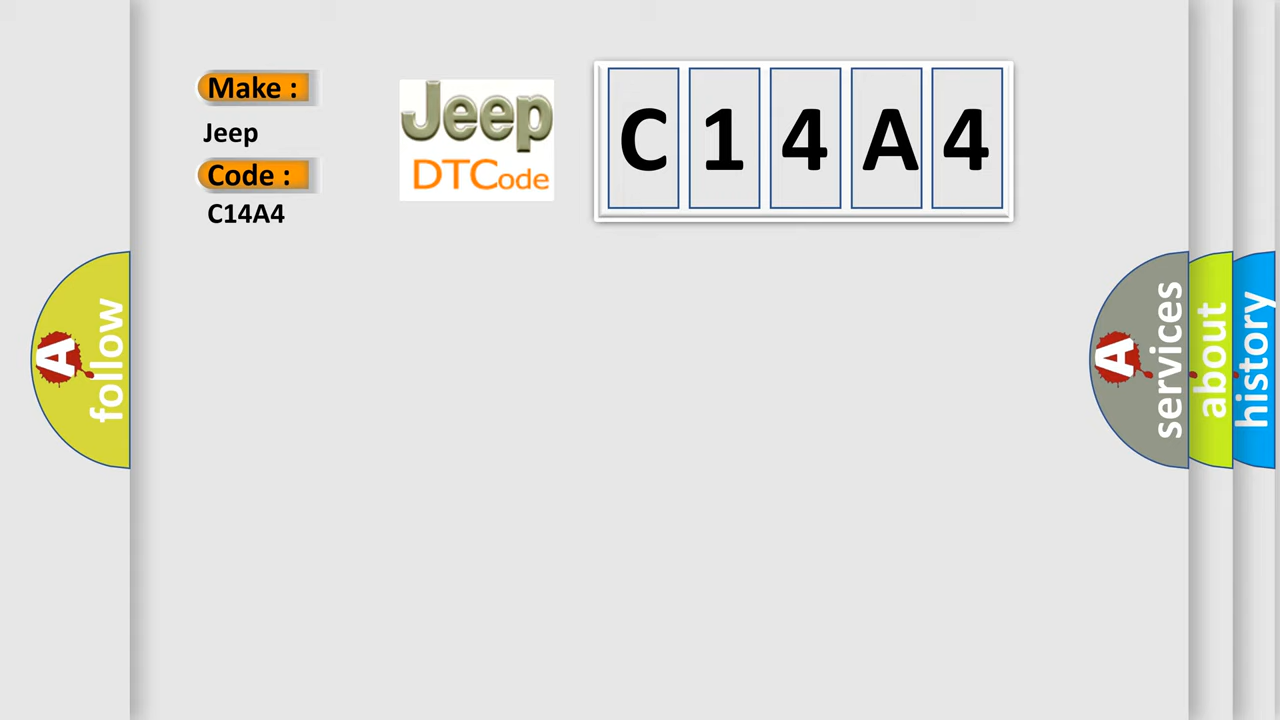 Make :
Jeep
Code :
C14A4
Jeep
DTCode
C 1 4 A 4
A follow
A services
about
history